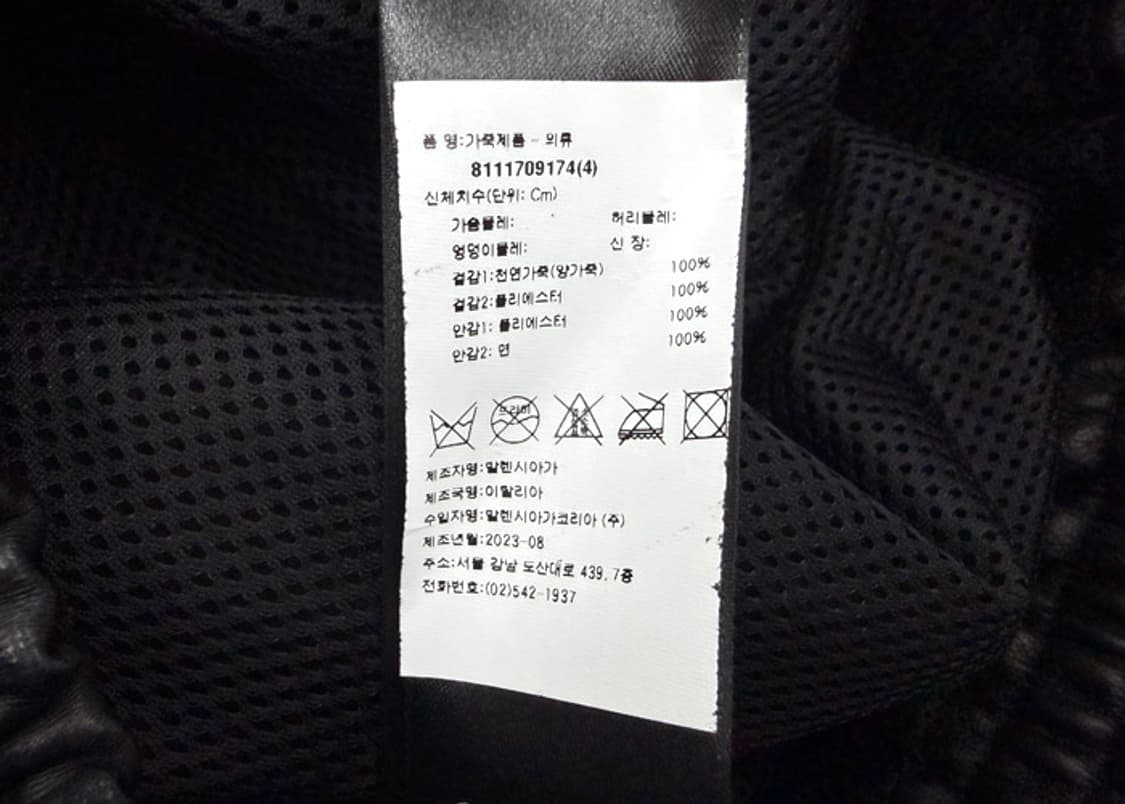 품 명:가죽제품 - 의류
8111709174(4)
신체치수(단위: Cm)
가슴둘레: 허리둘레:
엉덩이둘레: 신 장:
겉감1:천연가죽(양가죽) 100%
겉감2:폴리에스터 100%
안감1: 폴리에스터 100%
안감2: 면 100%
드라이
제조자명:발렌시아가
제조국명:이탈리아
수입자명:발렌시아가코리아 (주)
제조년월:2023-08
주소:서울 강남 도산대로 439, 7층
전화번호:(02)542-1937